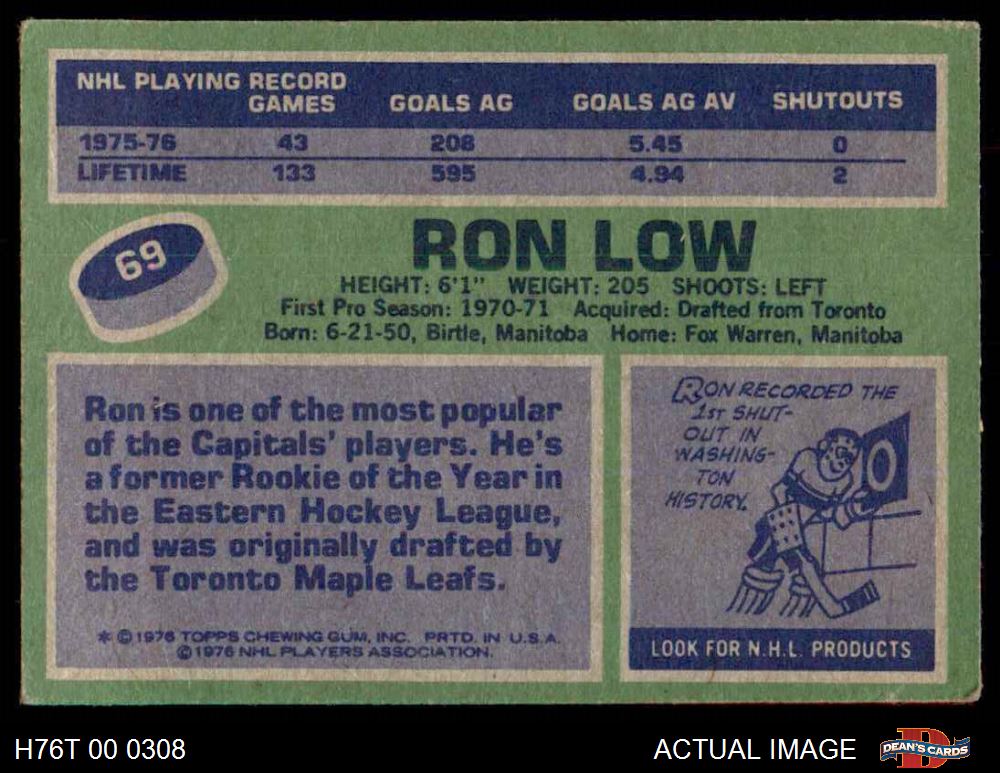 NHL PLAYING RECORD
GAMES GOALS AG GOALS AG AV SHUTOUTS
1975-76 43 208 5.45 0
LIFETIME 133 595 4.94 2
69
RON LOW
HEIGHT: 6'1" WEIGHT: 205 SHOOTS: LEFT
First Pro Season: 1970-71 Acquired: Drafted from Toronto
Born: 6-21-50, Birtle, Manitoba Home: Fox Warren, Manitoba
Ron is one of the most popular
of the Capitals' players. He's
a former Rookie of the Year in
the Eastern Hockey League,
and was originally drafted by
the Toronto Maple Leafs.
* © 1976 TOPPS CHEWING GUM, INC. PRTD. IN U.S.A.
© 1976 NHL PLAYERS ASSOCIATION.
RON RECORDED THE
1ST SHUT-
OUT IN
WASHING-
TON
HISTORY.
0
LOOK FOR N.H.L. PRODUCTS
H76T 00 0308
ACTUAL IMAGE
DEAN'S CARDS